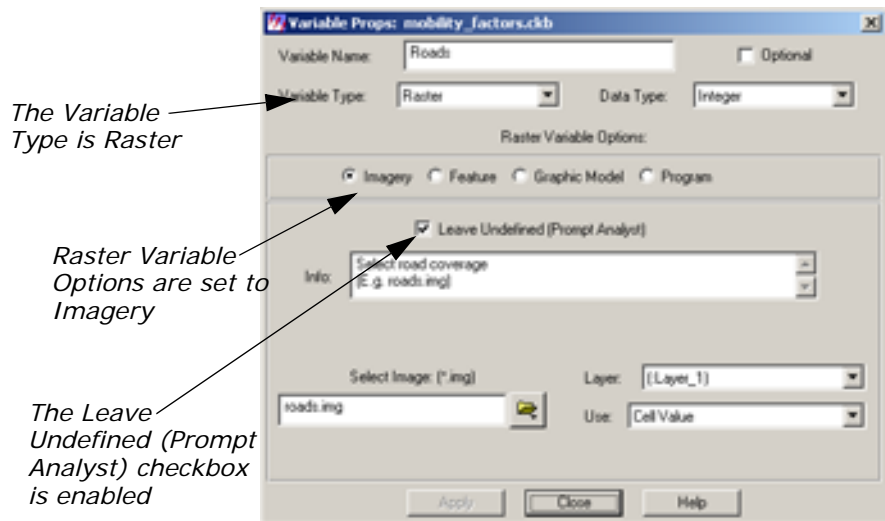 Variable Props: mobility_factors.ckb
Variable Name: Roads Optional
Variable Type: Raster Data Type: Integer
Raster Variable Options:
Imagery Feature Graphic Model Program
Leave Undefined (Prompt Analyst)
Info: Select road coverage
(E.g. roads.img)
Select Image: (*.img) Layer: (:Layer_1)
roads.img Use: Cell Value
Apply Close Help
The Variable
Type is Raster
Raster Variable
Options are set to
Imagery
The Leave
Undefined (Prompt
Analyst) checkbox
is enabled